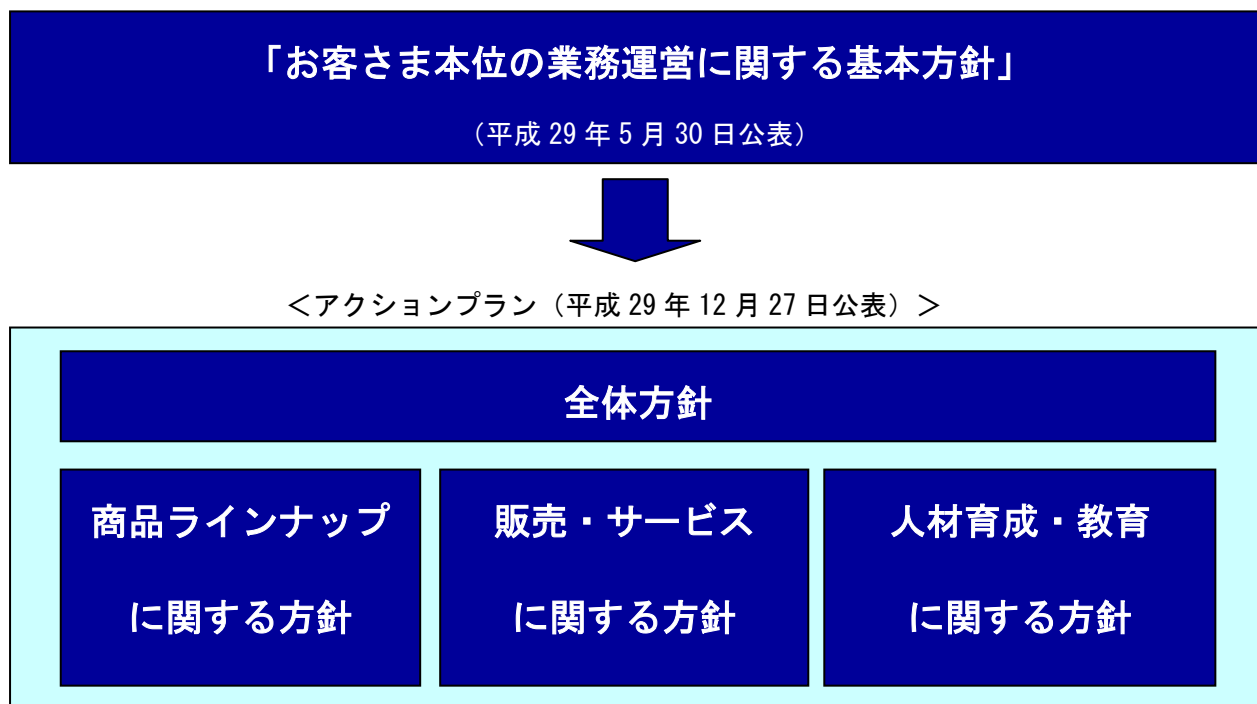 「お客さま本位の業務運営に関する基本方針」
（平成 29 年 5 月 30 日公表）
＜アクションプラン（平成 29 年 12 月 27 日公表）＞
全体方針
商品ラインナップ
に関する方針
販売・サービス
に関する方針
人材育成・教育
に関する方針